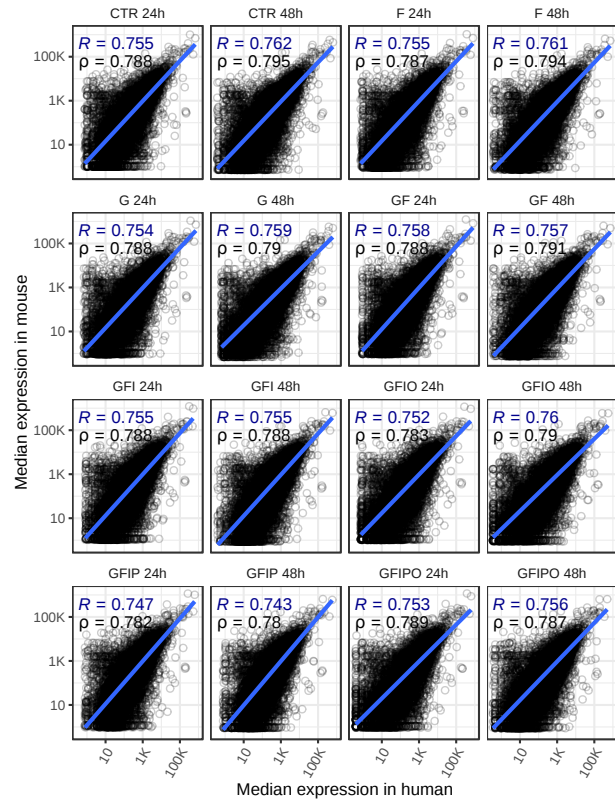 CTR 24h CTR 48h F 24h F 48h
R = 0.755 R = 0.762 R = 0.755 R = 0.761
ρ = 0.788 ρ = 0.795 ρ = 0.787 ρ = 0.794
100K
1K
10
G 24h G 48h GF 24h GF 48h
R = 0.754 R = 0.759 R = 0.758 R = 0.757
ρ = 0.788 ρ = 0.79 ρ = 0.788 ρ = 0.791
100K
1K
10
Median expression in mouse
GFI 24h GFI 48h GFIO 24h GFIO 48h
R = 0.755 R = 0.755 R = 0.752 R = 0.76
ρ = 0.788 ρ = 0.788 ρ = 0.783 ρ = 0.79
100K
1K
10
GFIP 24h GFIP 48h GFIPO 24h GFIPO 48h
R = 0.747 R = 0.743 R = 0.753 R = 0.756
ρ = 0.782 ρ = 0.78 ρ = 0.789 ρ = 0.787
100K
1K
10
10 1K 100K 10 1K 100K 10 1K 100K 10 1K 100K
Median expression in human